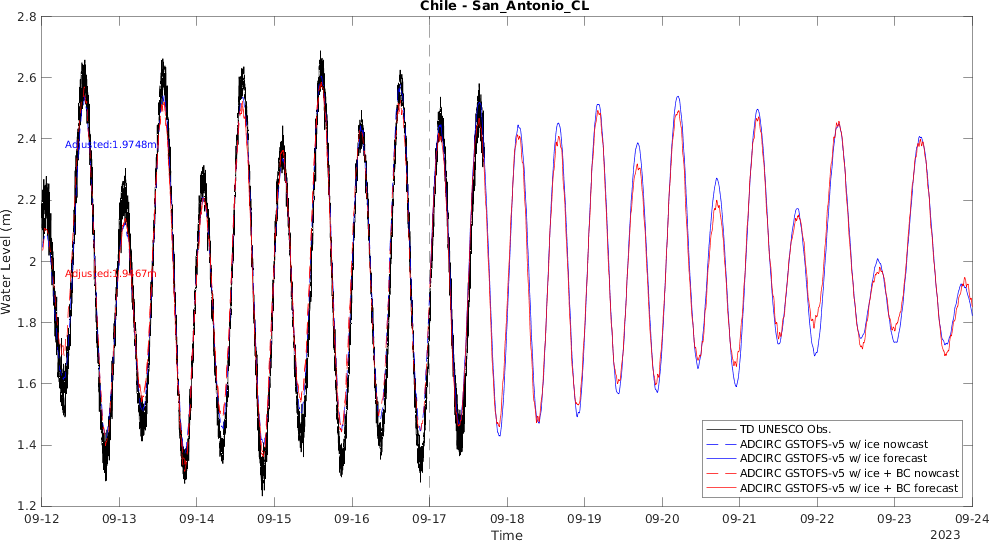 Chile - San_Antonio_CL
Water Level (m)
2.8
2.6
2.4
2.2
2
1.8
1.6
1.4
1.2
Adjusted:1.9748m
Adjusted:1.9467m
TD UNESCO Obs.
ADCIRC GSTOFS-v5 w/ ice nowcast
ADCIRC GSTOFS-v5 w/ ice forecast
ADCIRC GSTOFS-v5 w/ ice + BC nowcast
ADCIRC GSTOFS-v5 w/ ice + BC forecast
09-12 09-13 09-14 09-15 09-16 09-17 09-18 09-19 09-20 09-21 09-22 09-23 09-24
Time
2023